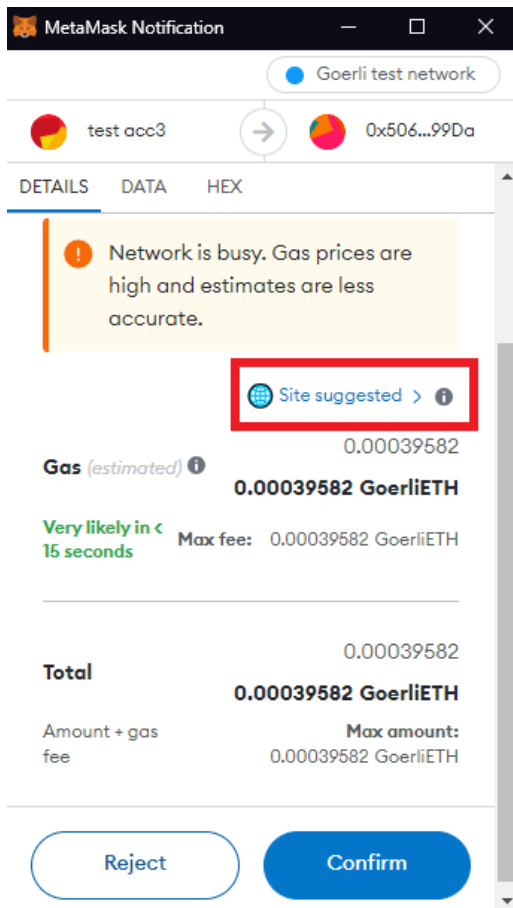 MetaMask Notification
Goerli test network
test acc3
0x506...99Da
DETAILS DATA HEX
Network is busy. Gas prices are
high and estimates are less
accurate.
Site suggested >
0.00039582
Gas (estimated)
0.00039582 GoerliETH
Very likely in <
15 seconds
Max fee: 0.00039582 GoerliETH
0.00039582
Total
0.00039582 GoerliETH
Amount + gas
fee
Max amount:
0.00039582 GoerliETH
Reject
Confirm